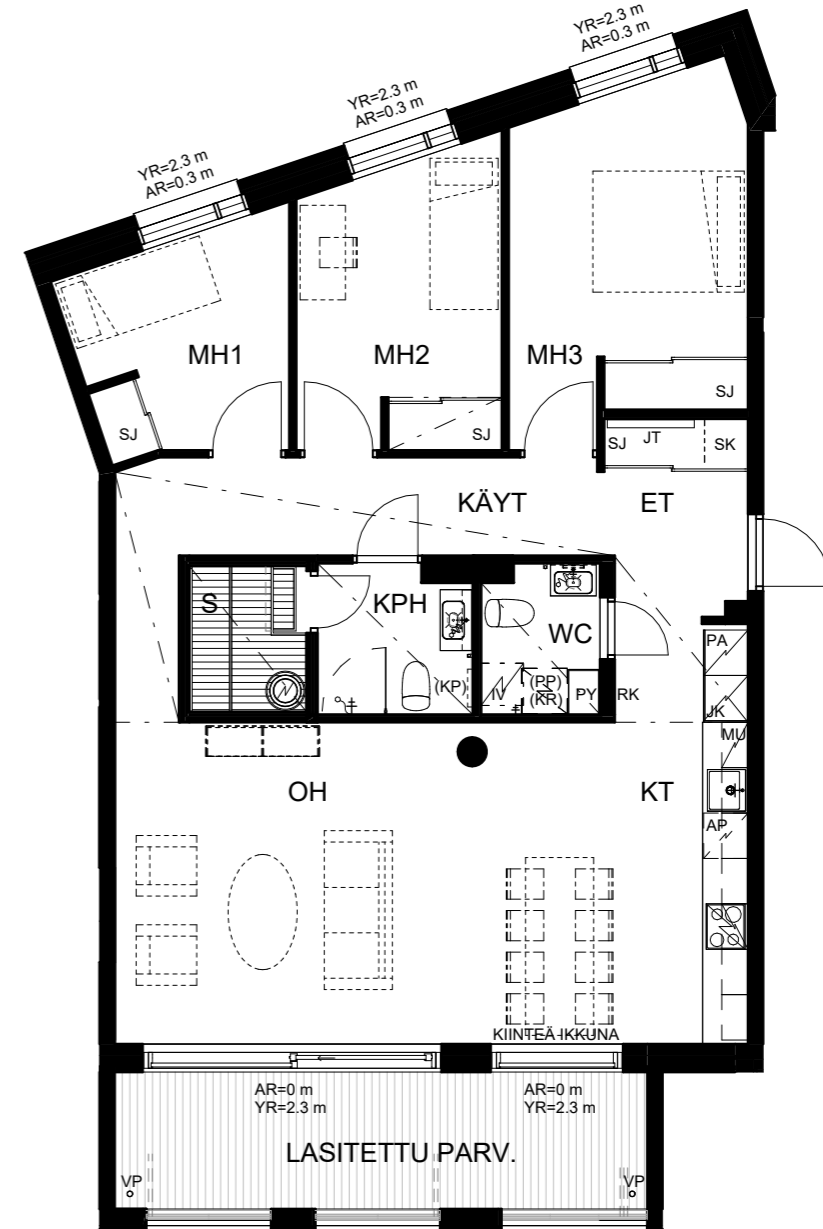 YR=2.3 m
AR=0.3 m
YR=2.3 m
AR=0.3 m
YR=2.3 m
AR=0.3 m
MH1
MH2
MH3
SJ
SJ
SJ
SJ
JT
SK
KÄYT
ET
S
KPH
WC
(KP)
IV
(PP)
(KR)
PY
RK
PA
JK
MU
AP
OH
KT
KIINTEÄ IKKUNA
AR=0 m
YR=2.3 m
AR=0 m
YR=2.3 m
LASITETTU PARV.
VP
VP